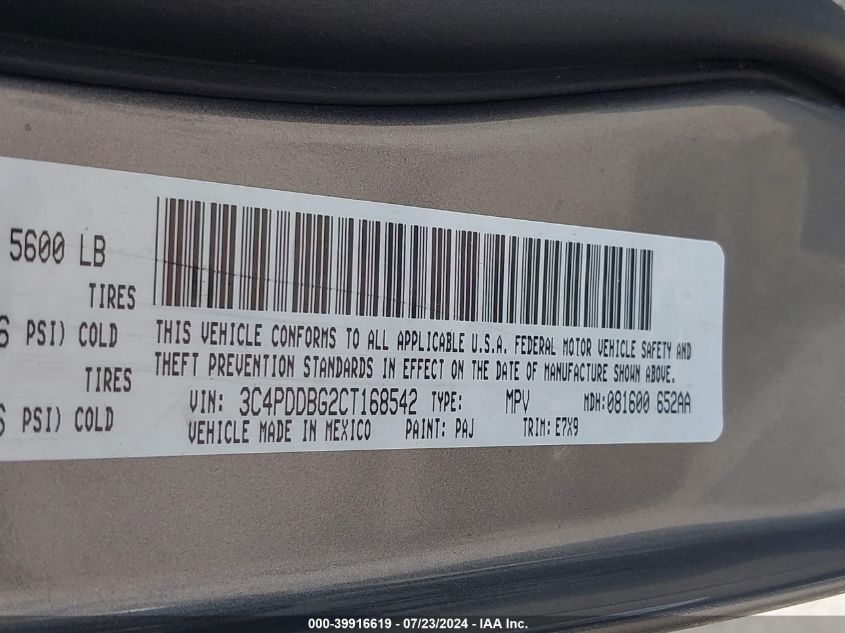 5600 LB
TIRES
PSI) COLD
TIRES
PSI) COLD
THIS VEHICLE CONFORMS TO ALL APPLICABLE U.S.A. FEDERAL MOTOR VEHICLE SAFETY AND
THEFT PREVENTION STANDARDS IN EFFECT ON THE DATE OF MANUFACTURE SHOWN ABOVE.
VIN: 3C4PDDBG2CT168542 TYPE: MPV MDH:081600 652AA
VEHICLE MADE IN MEXICO PAINT: PAJ TRIM: E7X9
000-39916619 - 07/23/2024 - IAA Inc.